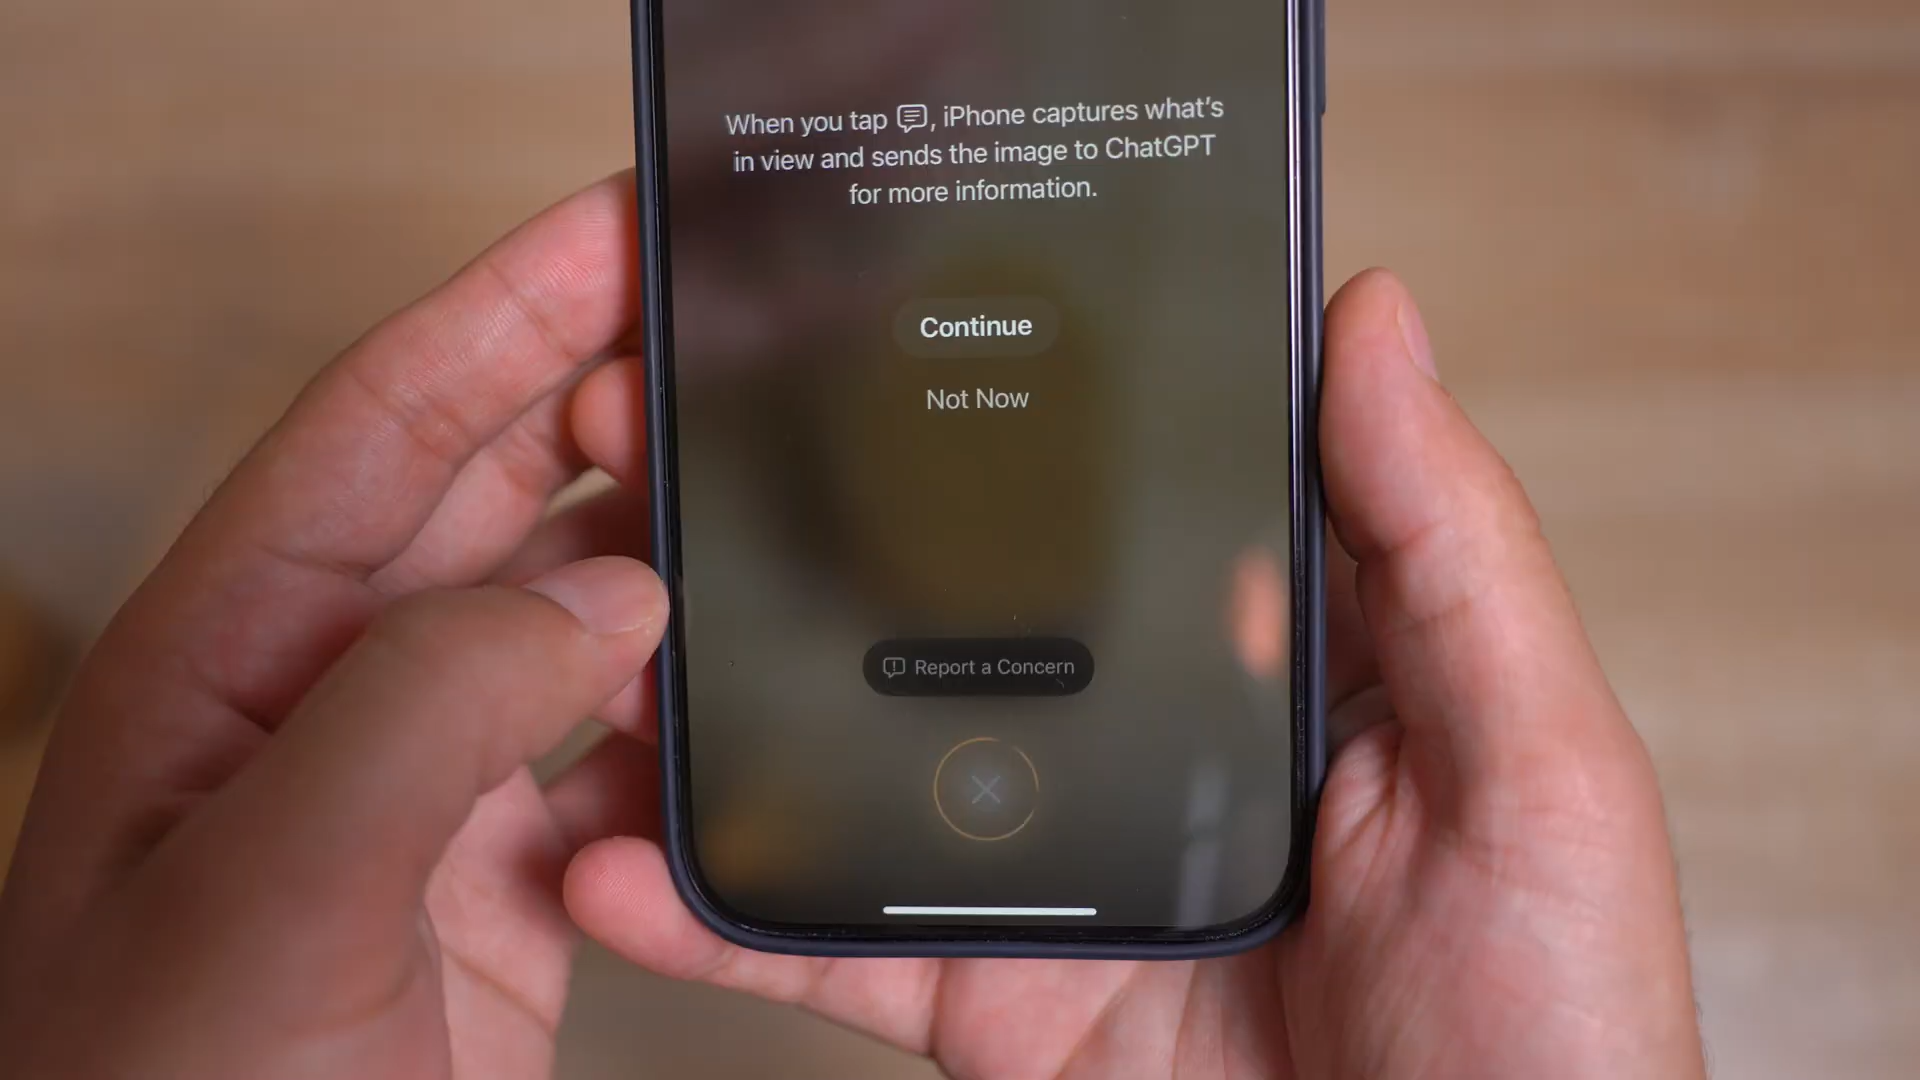 When you tap , iPhone captures what's
in view and sends the image to ChatGPT
for more information.
Continue
Not Now
Report a Concern